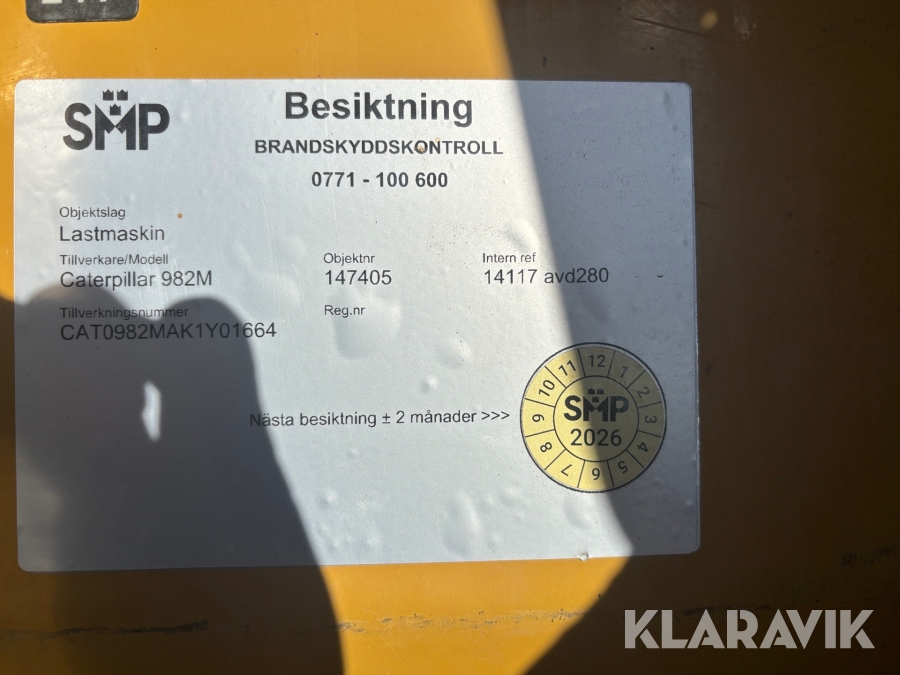 SMP
Besiktning
BRANDSKYDDSKONTROLL
0771 - 100 600
Objektslag
Lastmaskin
Tillverkare/Modell
Caterpillar 982M
Objektnr
147405
Intern ref
14117 avd280
Tillverkningsnummer
CAT0982MAK1Y01664
Reg.nr
Nästa besiktning ± 2 månader >>>
12 1 2 3 4 5 6 7 8 9 10 11
SMP
2026
KLARAVIK